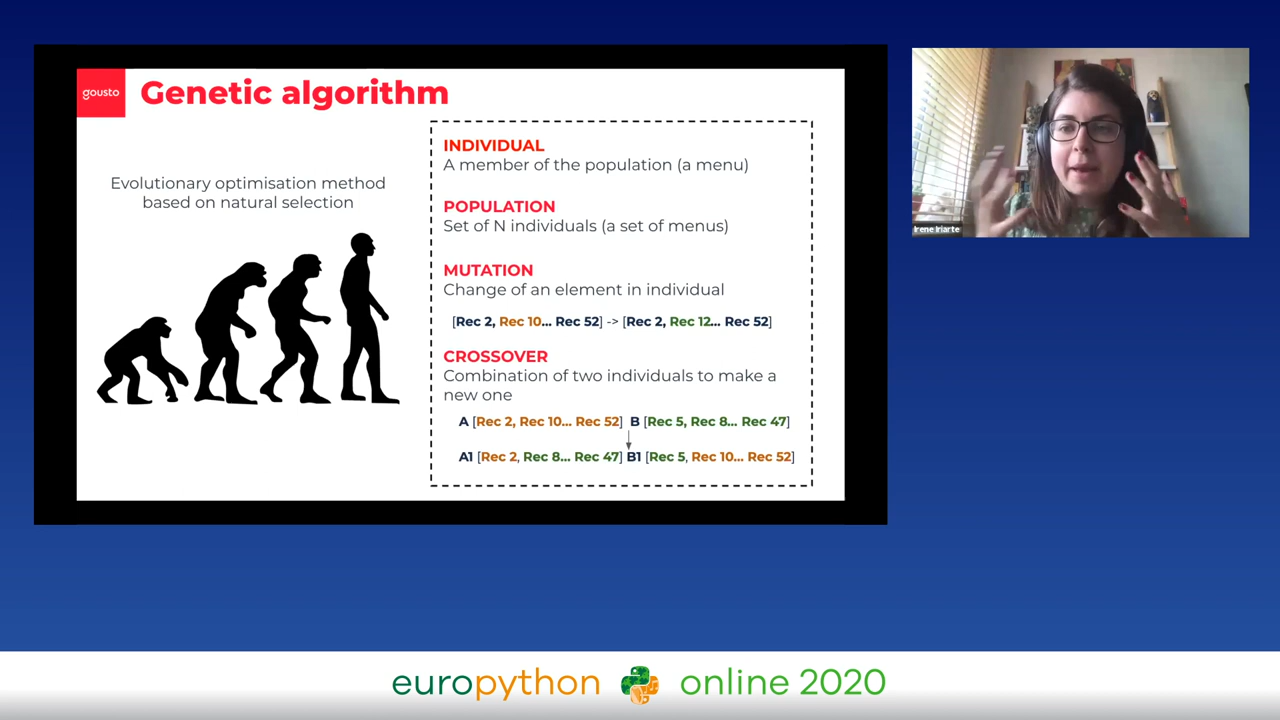 gousto
Genetic algorithm
Evolutionary optimisation method
based on natural selection
INDIVIDUAL
A member of the population (a menu)
POPULATION
Set of N individuals (a set of menus)
MUTATION
Change of an element in individual
[Rec 2, Rec 10... Rec 52] -> [Rec 2, Rec 12... Rec 52]
CROSSOVER
Combination of two individuals to make a
new one
A [Rec 2, Rec 10... Rec 52] B [Rec 5, Rec 8... Rec 47]
A1 [Rec 2, Rec 8... Rec 47] B1 [Rec 5, Rec 10... Rec 52]
Irene Iriarte
europython online 2020